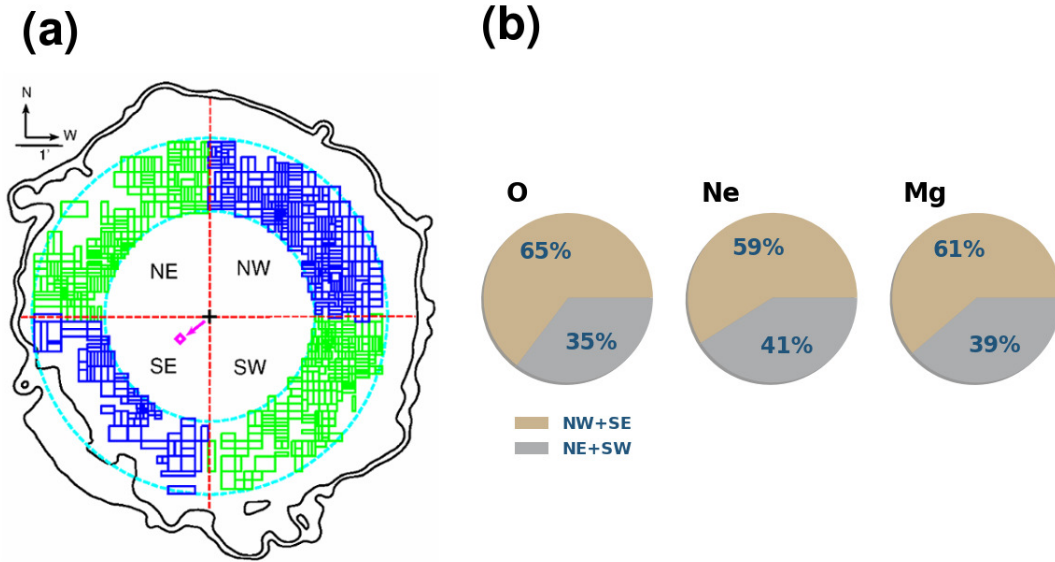 (a)
(b)
N
W
1'
NE
NW
SE
SW
O
Ne
Mg
65%
35%
59%
41%
61%
39%
NW+SE
NE+SW